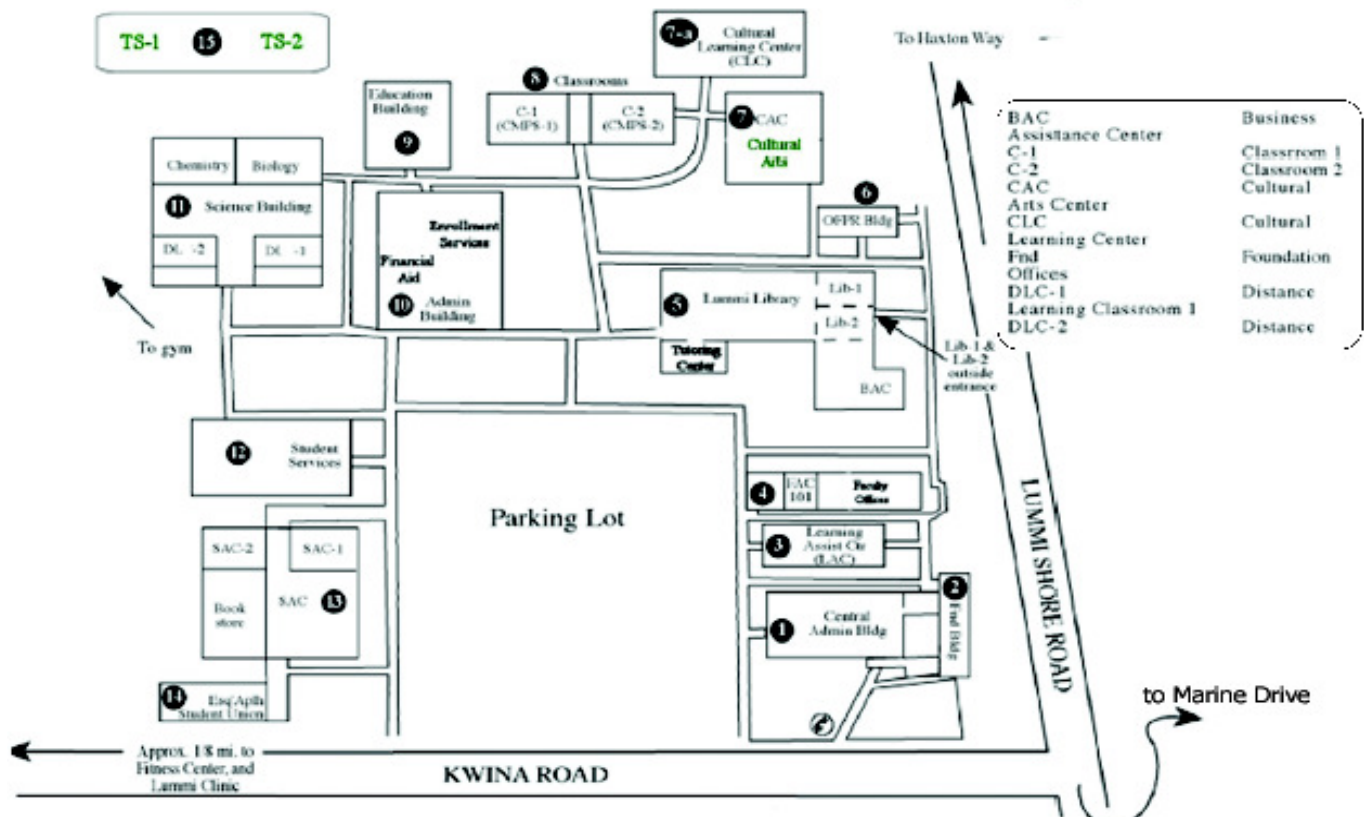 TS-1 15 TS-2
7-a Cultural
Learning Center
(CLC)
To Haxton Way
8 Classrooms
C-1
(CMPS-1)
C-2
(CMPS-2)
7 CAC
Cultural
Arts
Education
Building
9
BAC Business
Assistance Center
C-1 Classrrom 1
C-2 Classroom 2
CAC Cultural
Arts Center
CLC Cultural
Learning Center
Fnd Foundation
Offices
DLC-1 Distance
Learning Classroom 1
DLC-2 Distance
Chemistry Biology
11 Science Building
DL -2 DL -1
6
OFPR Bldg
Enrollment
Services
Financial
Aid
10 Admin
Building
5 Lummi Library
Lib-1
Lib-2
Tutoring
Center
BAC
Lib-1 &
Lib-2
outside
entrance
To gym
12 Student
Services
Parking Lot
4 FAC
101
Faculty
Offices
3 Learning
Assist Ctr
(LAC)
SAC-2 SAC-1
Book
store
SAC 13
1 Central
Admin Bldg
2 Fnd Bldg
LUMMI SHORE ROAD
14
Student Union
to Marine Drive
Approx. 1/8 mi. to
Fitness Center, and
Lummi Clinic
KWINA ROAD